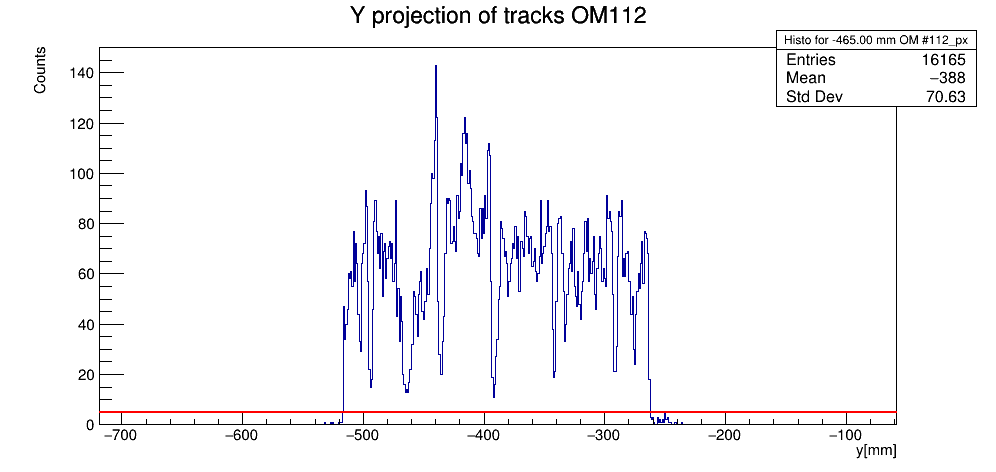 Y projection of tracks OM112
Histo for -465.00 mm OM #112_px
Entries 16165
Mean −388
Std Dev 70.63
Counts
140
120
100
80
60
40
20
0
−700 −600 −500 −400 −300 −200 −100
y[mm]